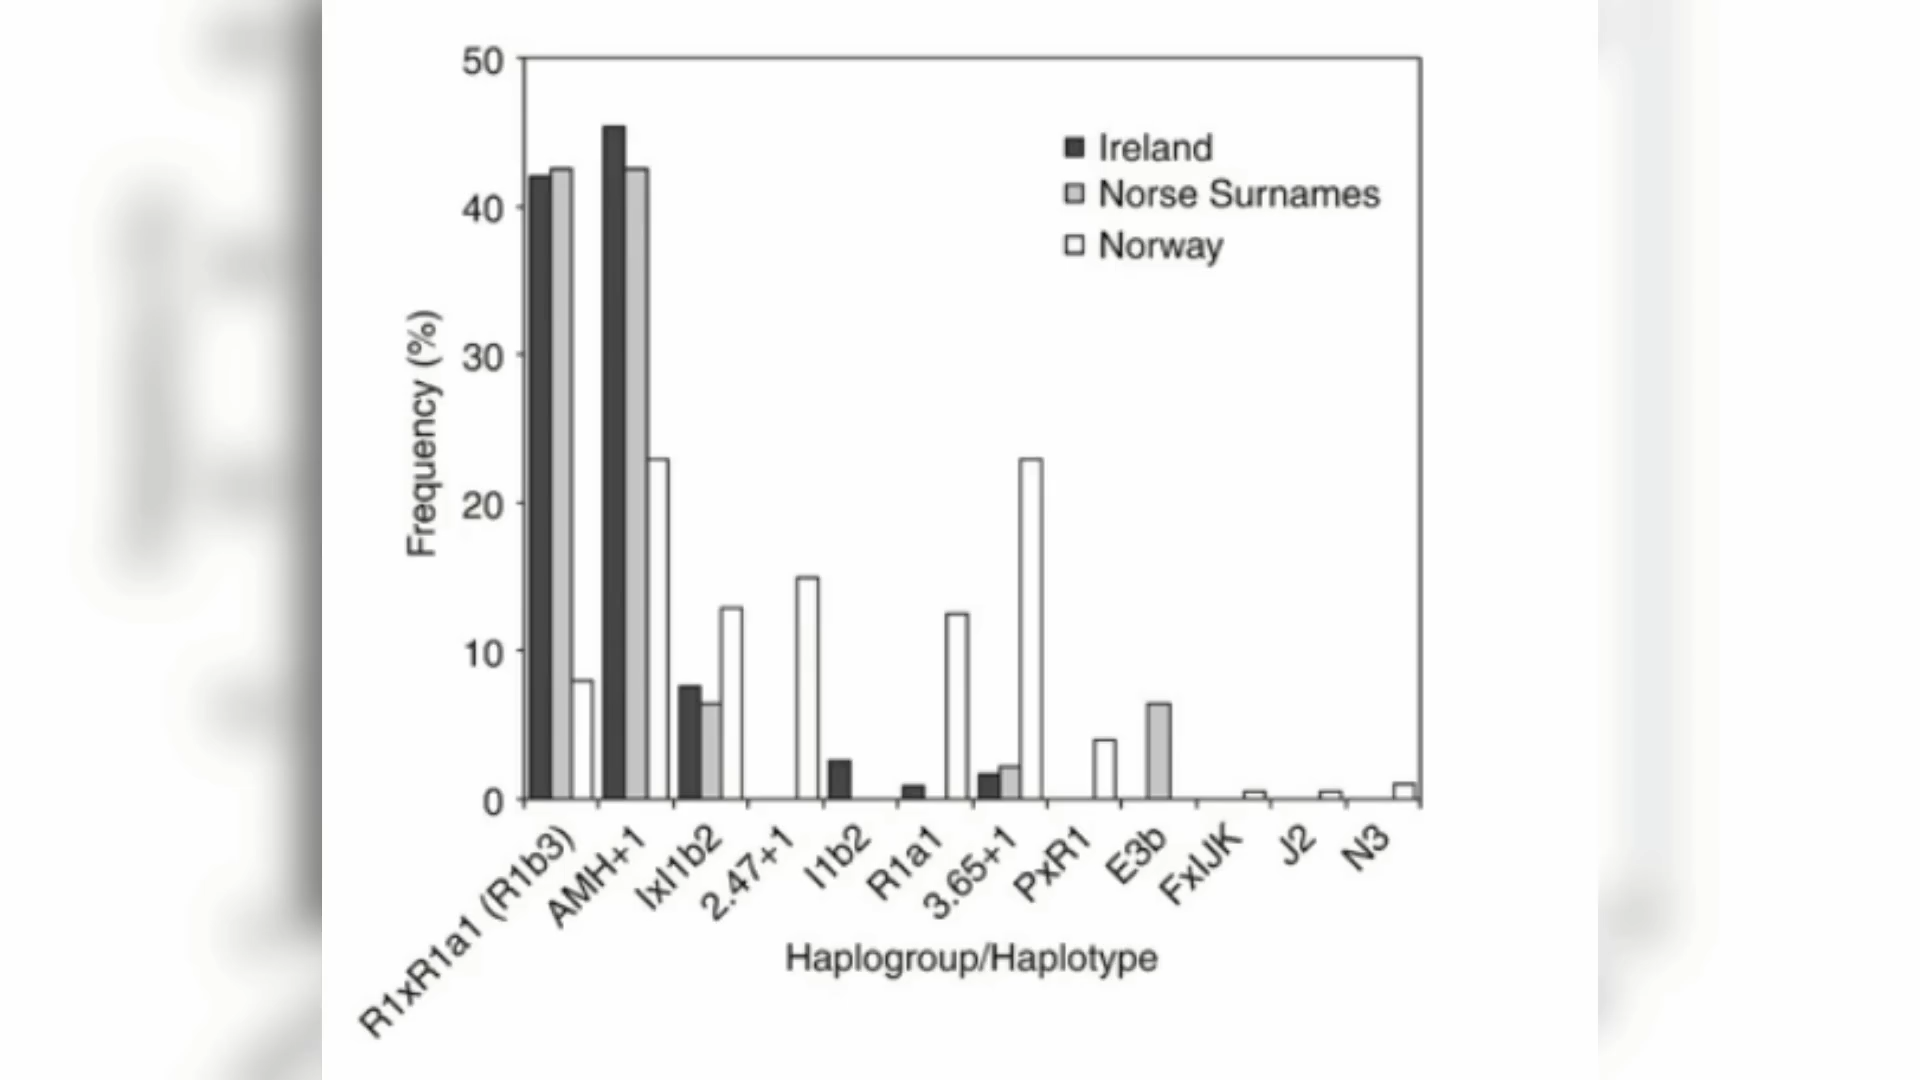 50
40
30
20
10
0
Frequency (%)
Ireland
Norse Surnames
Norway
R1xR1a1 (R1b3)
AMH+1
IxI1b2
2.47+1
I1b2
R1a1
3.65+1
PxR1
E3b
FxIJK
J2
N3
Haplogroup/Haplotype